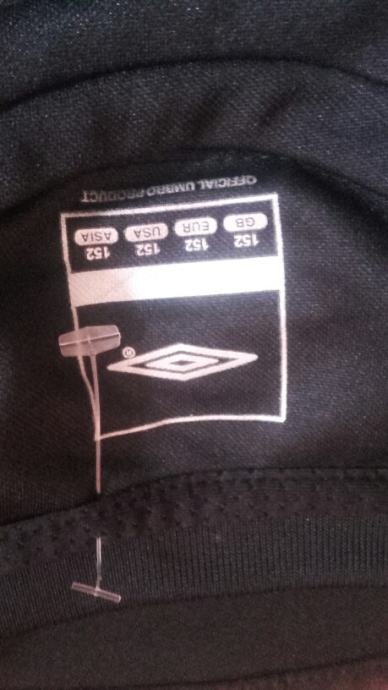 ®
GB EUR USA ASIA
152 152 152 152
OFFICIAL UMBRO PRODUCT